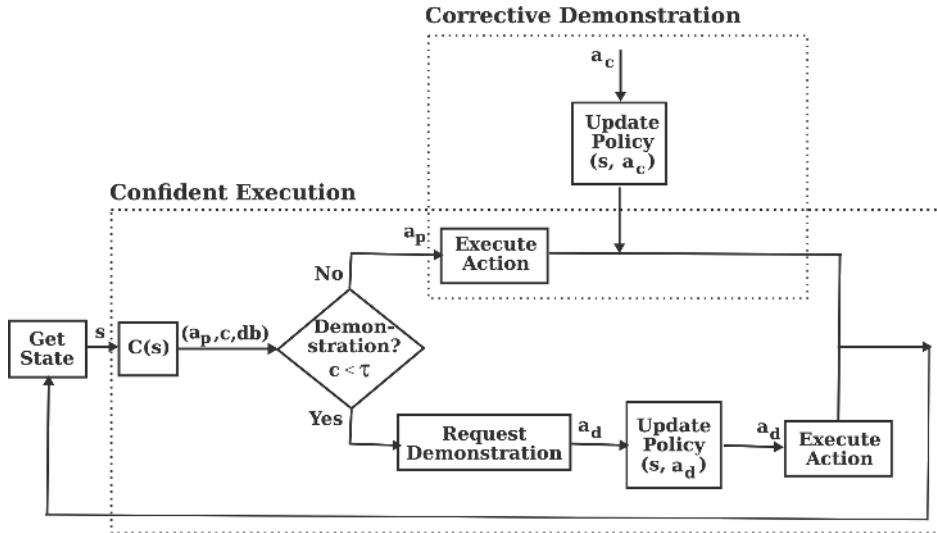 Corrective Demonstration
a_c
Update
Policy
(s, a_c)
Confident Execution
a_p
Execute
Action
No
Get
State
s
C(s)
(a_p,c,db)
Demon-
stration?
c < τ
Yes
Request
Demonstration
a_d
Update
Policy
(s, a_d)
a_d
Execute
Action